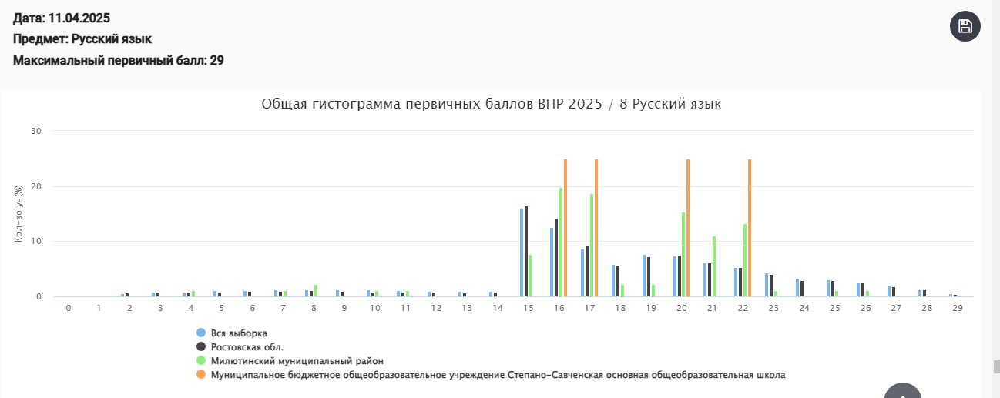 Дата: 11.04.2025
Предмет: Русский язык
Максимальный первичный балл: 29
Общая гистограмма первичных баллов ВПР 2025 / 8 Русский язык
30
20
10
0
Кол-во уч(%)
0 1 2 3 4 5 6 7 8 9 10 11 12 13 14 15 16 17 18 19 20 21 22 23 24 25 26 27 28 29
Вся выборка
Ростовская обл.
Милютинский муниципальный район
Муниципальное бюджетное общеобразовательное учреждение Степано-Савченская основная общеобразовательная школа